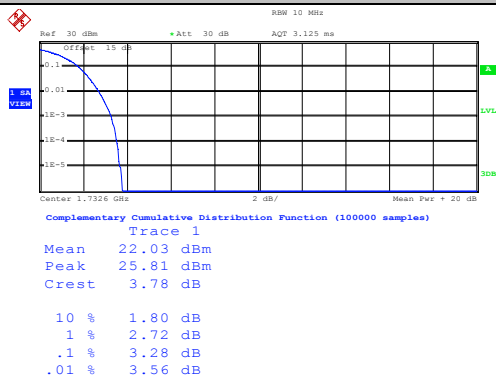 RBW 10 MHz
Ref 30 dBm *Att 30 dB AQT 3.125 ms
Offset 15 dB
0.1
A
0.01
1 SA
VIEW
1E-3
LVL
1E-4
1E-5
3DB
Center 1.7326 GHz 2 dB/ Mean Pwr + 20 dB
Complementary Cumulative Distribution Function (100000 samples)
Trace 1
Mean 22.03 dBm
Peak 25.81 dBm
Crest 3.78 dB
10 % 1.80 dB
1 % 2.72 dB
.1 % 3.28 dB
.01 % 3.56 dB